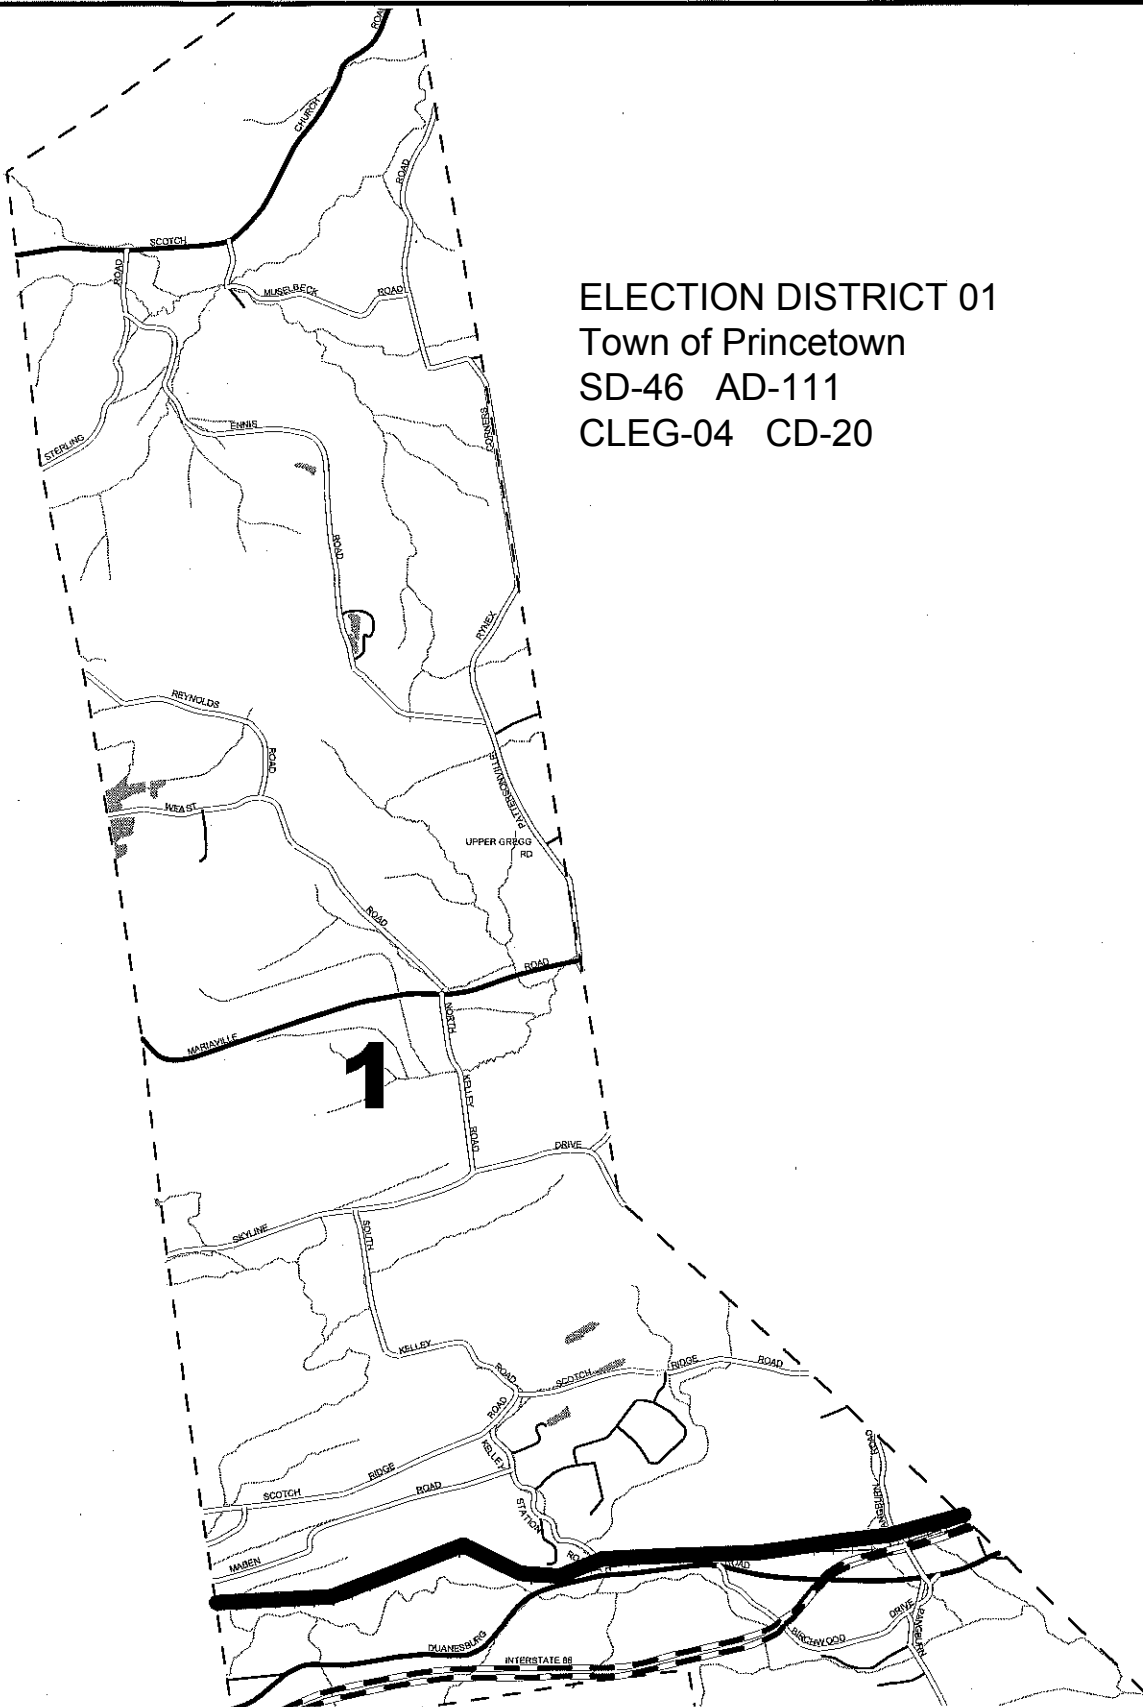 ROAD
CHURCH
ROAD
SCOTCH
ROAD
MUSELBECK
ROAD
ELECTION DISTRICT 01
Town of Princetown
SD-46 AD-111
CLEG-04 CD-20
CORNERS
ENNIS
STERLING
ROAD
RYNEX
REYNOLDS
ROAD
PATTERSONVILLE
WEAST
UPPER GREGG
RD
ROAD
ROAD
NORTH
MARIAVILLE
1
KELLEY
ROAD
DRIVE
SOUTH
SKYLINE
KELLEY
ROAD
SCOTCH
RIDGE
ROAD
ROAD
KELLEY
ROAD
RIDGE
ROAD
SCOTCH
STATION
MABEN
ROAD
DRIVE
BIRCHWOOD
PANGBURN
DUANESBURG
INTERSTATE 88